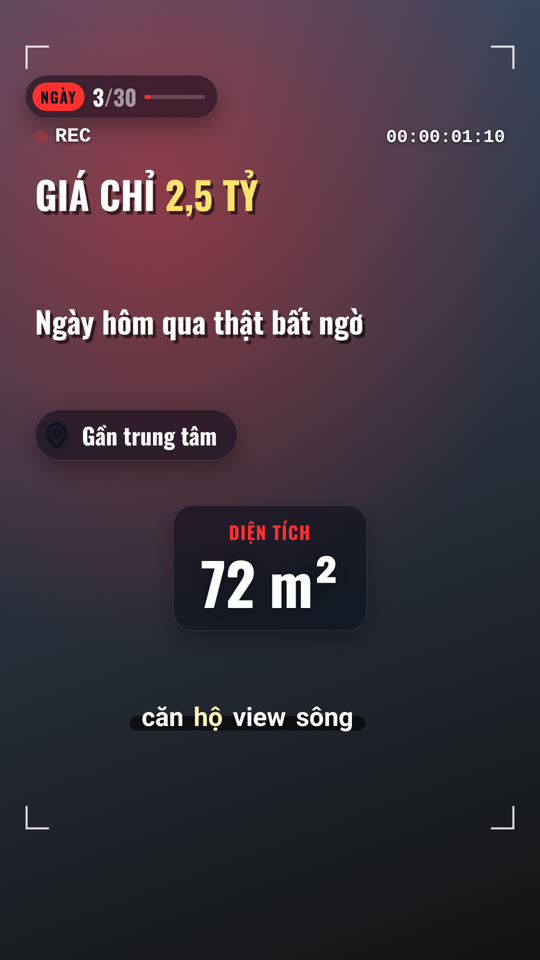 NGÀY 3/30
REC 00:00:01:10
GIÁ CHỈ 2,5 TỶ
Ngày hôm qua thật bất ngờ
Gần trung tâm
DIỆN TÍCH
72 m²
căn hộ view sông